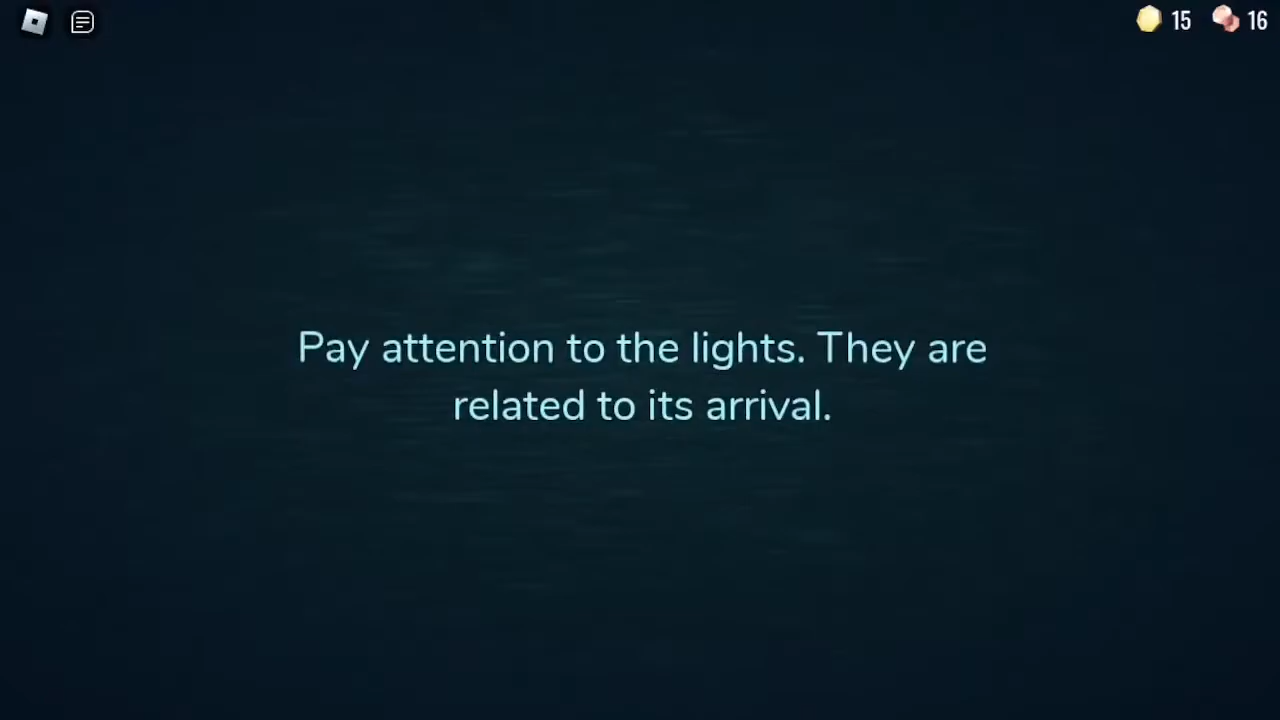 15 16
Pay attention to the lights. They are
related to its arrival.